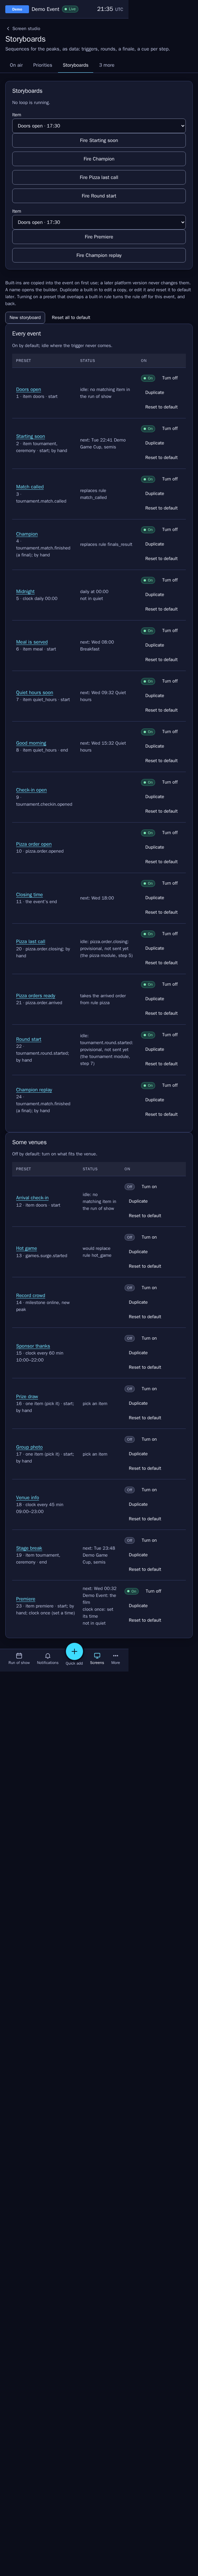 Demo Event
Live
21:35 UTC
Screen studio
Storyboards
Sequences for the peaks, as data: triggers, rounds, a finale, a cue per step.
On air
Priorities
Storyboards
3 more
Storyboards
No loop is running.
Item
Doors open · 17:30
Fire Starting soon
Fire Champion
Fire Pizza last call
Fire Round start
Item
Doors open · 17:30
Fire Premiere
Fire Champion replay
Built-ins are copied into the event on first use; a later platform version never changes them.
A name opens the builder. Duplicate a built-in to edit a copy, or edit it and reset it to default
later. Turning on a preset that overlaps a built-in rule turns the rule off for this event, and
back.
New storyboard
Reset all to default
Every event
On by default; idle where the trigger never comes.
PRESET
STATUS
ON
Doors open
1 · item doors · start
idle: no matching item in
the run of show
On
Turn off
Duplicate
Reset to default
Starting soon
2 · item tournament,
ceremony · start; by hand
next: Tue 22:41 Demo
Game Cup, semis
On
Turn off
Duplicate
Reset to default
Match called
3 ·
tournament.match.called
replaces rule
match_called
On
Turn off
Duplicate
Reset to default
Champion
4 ·
tournament.match.finished
(a final); by hand
replaces rule finals_result
On
Turn off
Duplicate
Reset to default
Midnight
5 · clock daily 00:00
daily at 00:00
not in quiet
On
Turn off
Duplicate
Reset to default
Meal is served
6 · item meal · start
next: Wed 08:00
Breakfast
On
Turn off
Duplicate
Reset to default
Quiet hours soon
7 · item quiet_hours · start
next: Wed 09:32 Quiet
hours
On
Turn off
Duplicate
Reset to default
Good morning
8 · item quiet_hours · end
next: Wed 15:32 Quiet
hours
On
Turn off
Duplicate
Reset to default
Check-in open
9 ·
tournament.checkin.opened
On
Turn off
Duplicate
Reset to default
Pizza order open
10 · pizza.order.opened
On
Turn off
Duplicate
Reset to default
Closing time
11 · the event's end
next: Wed 18:00
On
Turn off
Duplicate
Reset to default
Pizza last call
20 · pizza.order.closing; by
hand
idle: pizza.order.closing:
provisional, not sent yet
(the pizza module, step 5)
On
Turn off
Duplicate
Reset to default
Pizza orders ready
21 · pizza.order.arrived
takes the arrived order
from rule pizza
On
Turn off
Duplicate
Reset to default
Round start
22 ·
tournament.round.started;
by hand
idle:
tournament.round.started:
provisional, not sent yet
(the tournament module,
step 7)
On
Turn off
Duplicate
Reset to default
Champion replay
24 ·
tournament.match.finished
(a final); by hand
On
Turn off
Duplicate
Reset to default
Some venues
Off by default: turn on what fits the venue.
PRESET
STATUS
ON
Arrival check-in
12 · item doors · start
idle: no
matching item in
the run of show
Off
Turn on
Duplicate
Reset to default
Hot game
13 · games.surge.started
would replace
rule hot_game
Off
Turn on
Duplicate
Reset to default
Record crowd
14 · milestone online, new
peak
Off
Turn on
Duplicate
Reset to default
Sponsor thanks
15 · clock every 60 min
10:00–22:00
Off
Turn on
Duplicate
Reset to default
Prize draw
16 · one item (pick it) · start;
by hand
pick an item
Off
Turn on
Duplicate
Reset to default
Group photo
17 · one item (pick it) · start;
by hand
pick an item
Off
Turn on
Duplicate
Reset to default
Venue info
18 · clock every 45 min
09:00–23:00
Off
Turn on
Duplicate
Reset to default
Stage break
19 · item tournament,
ceremony · end
next: Tue 23:48
Demo Game
Cup, semis
Off
Turn on
Duplicate
Reset to default
Premiere
23 · item premiere · start; by
hand; clock once (set a time)
next: Wed 00:32
Demo Event: the
film
clock once: set
its time
not in quiet
On
Turn off
Duplicate
Reset to default
Run of show
Notifications
Quick add
Screens
More